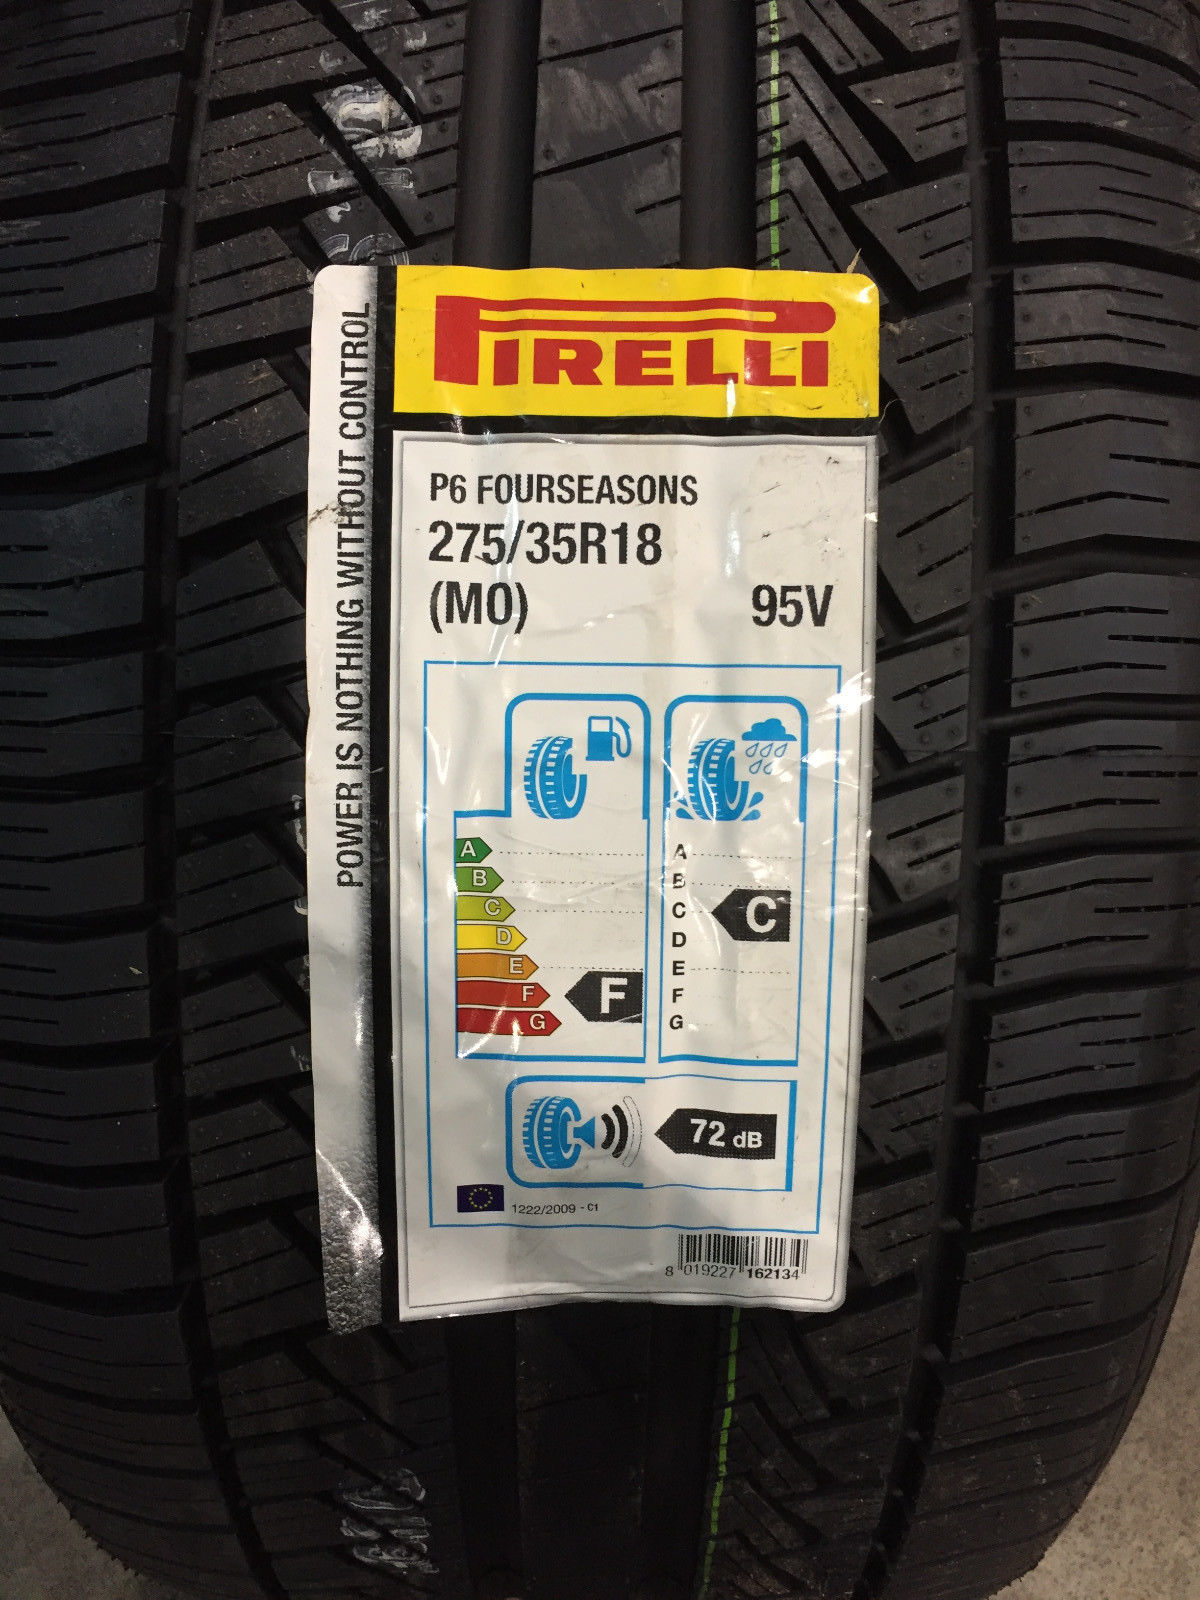 PIRELLI
POWER IS NOTHING WITHOUT CONTROL
P6 FOURSEASONS
275/35R18
(MO) 95V
A A
B B
C C C
D D
E E
F F F
G G
72 dB
1222/2009 - C1
8 019227 162134